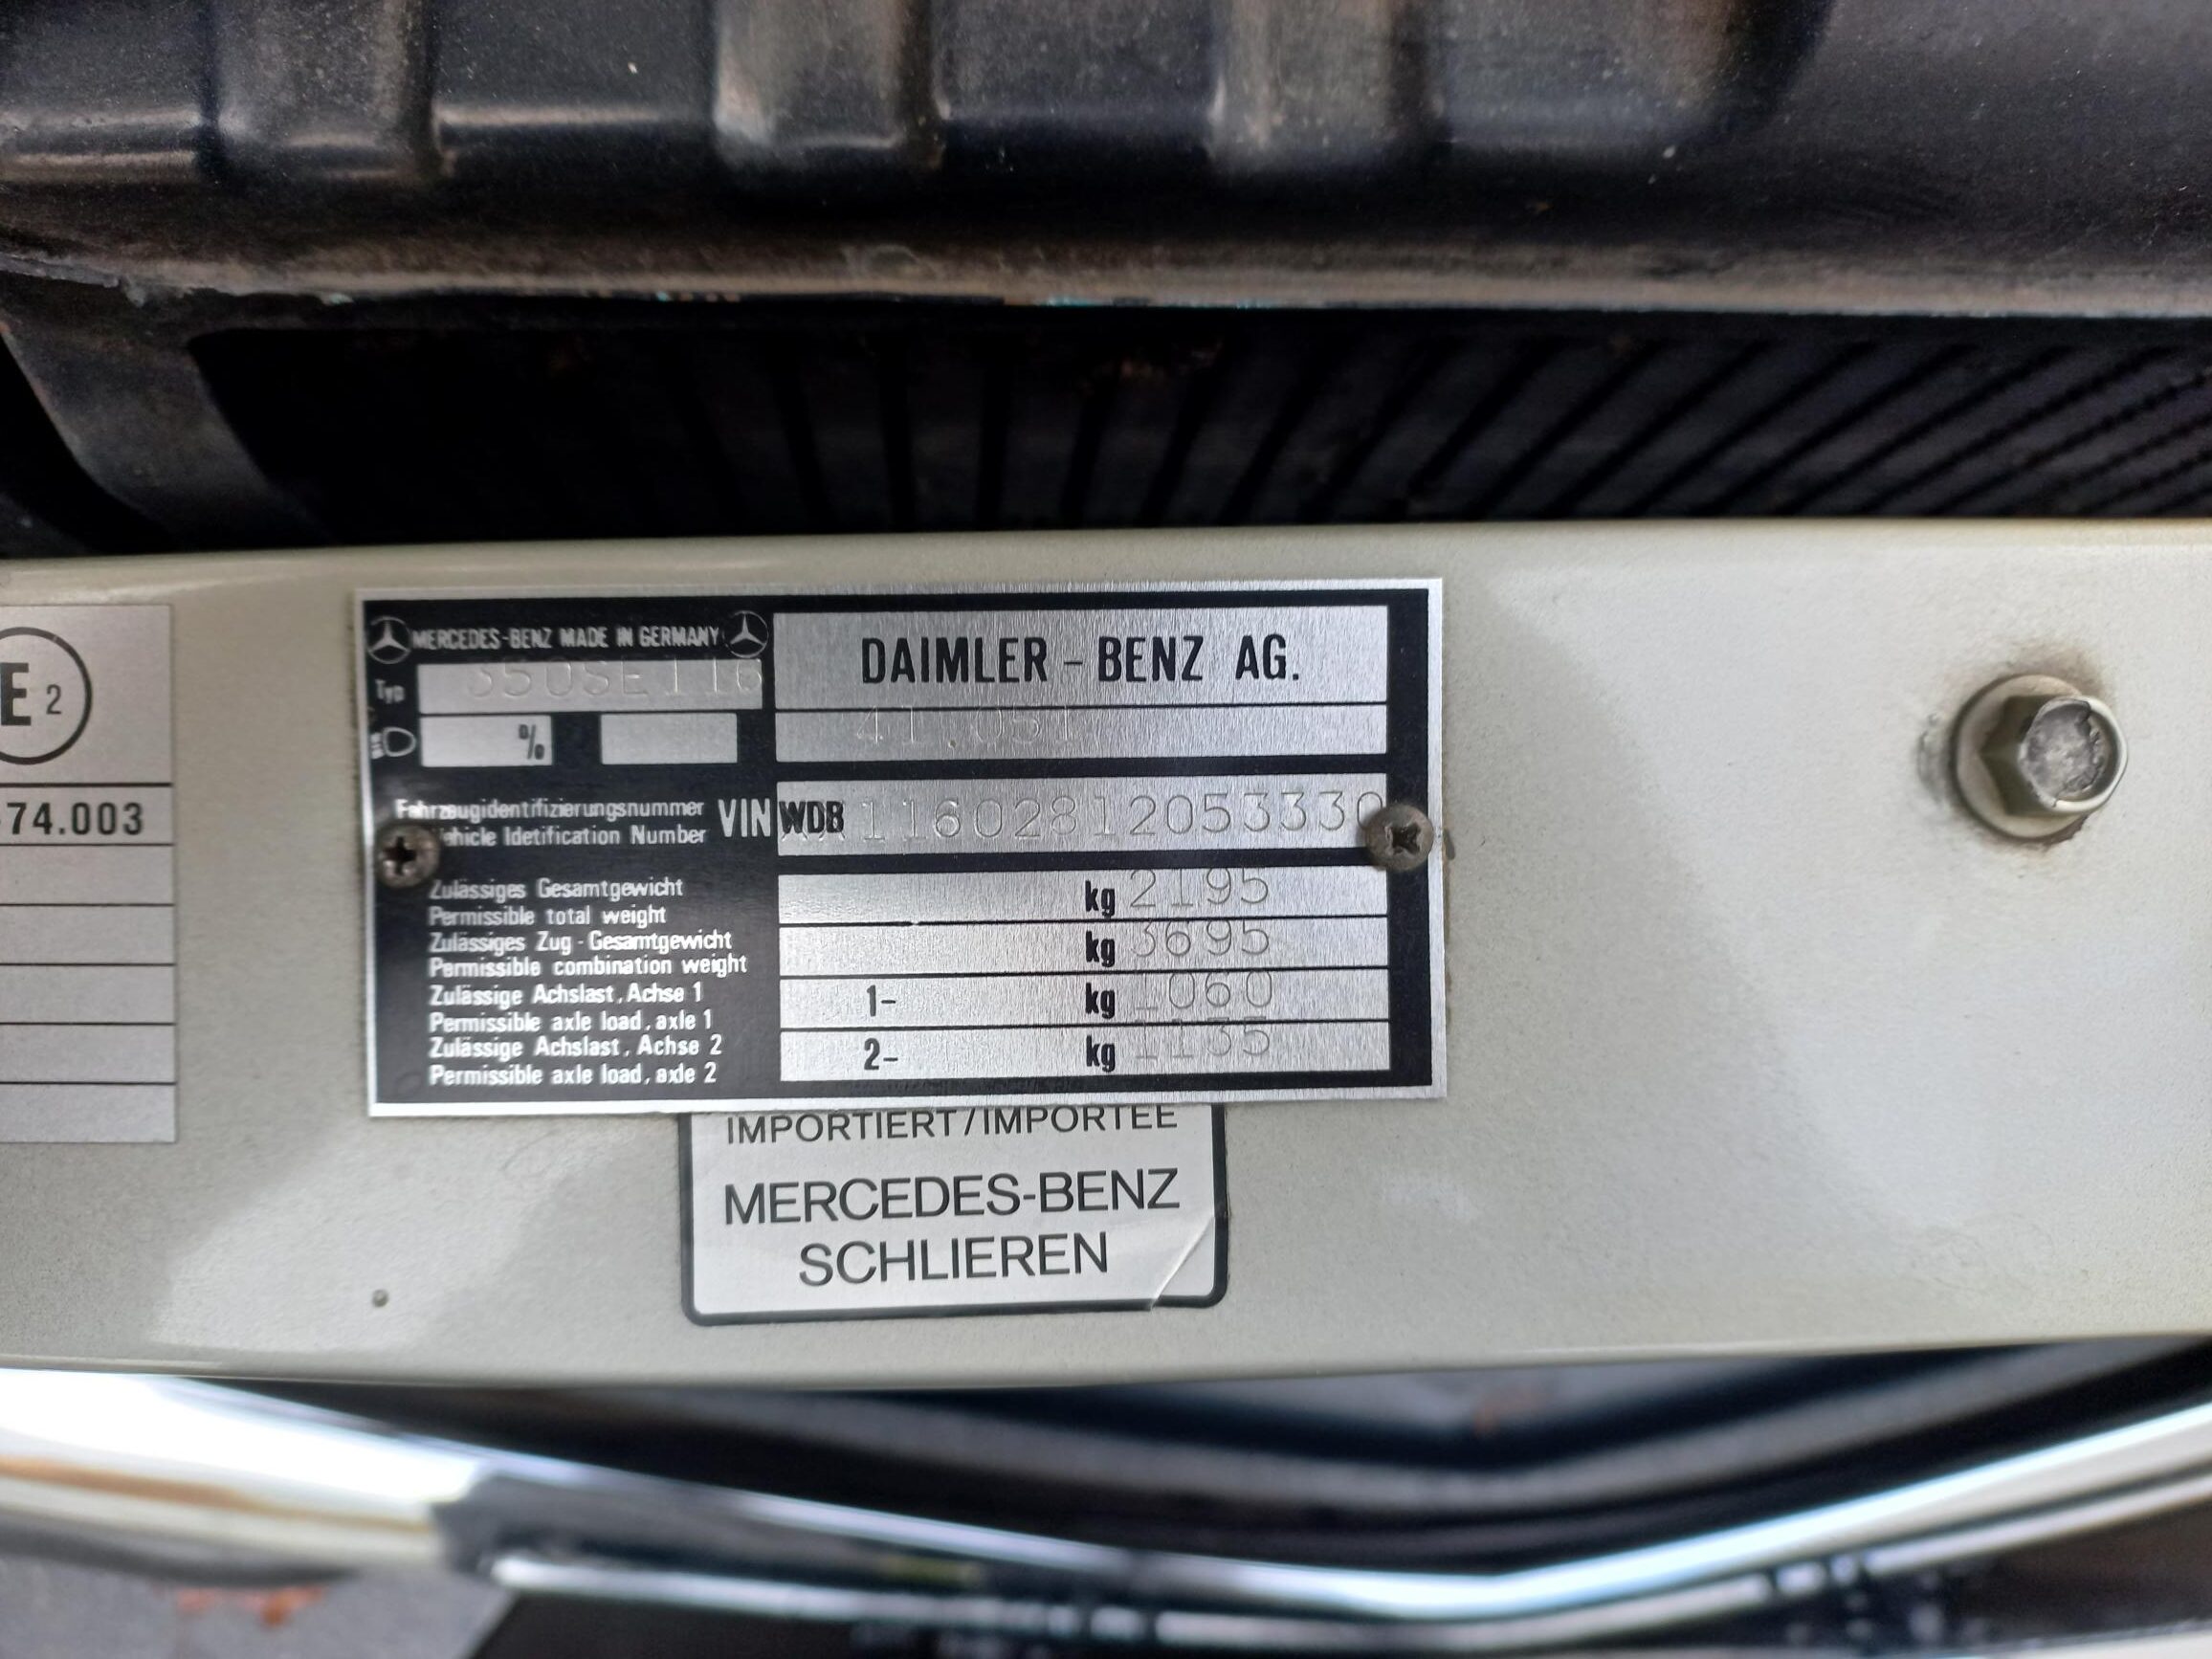 E 2
74.003
MERCEDES-BENZ MADE IN GERMANY
Typ 350SE116
%
DAIMLER-BENZ AG.
41.051
Fahrzeugidentifizierungsnummer
Vehicle Idetification Number
VIN WDB 11602812053330
Zulässiges Gesamtgewicht
Permissible total weight
kg 2195
Zulässiges Zug-Gesamtgewicht
Permissible combination weight
kg 3695
Zulässige Achslast, Achse 1
Permissible axle load, axle 1
1- kg 1060
Zulässige Achslast, Achse 2
Permissible axle load, axle 2
2- kg 1135
IMPORTIERT/IMPORTEE
MERCEDES-BENZ
SCHLIEREN